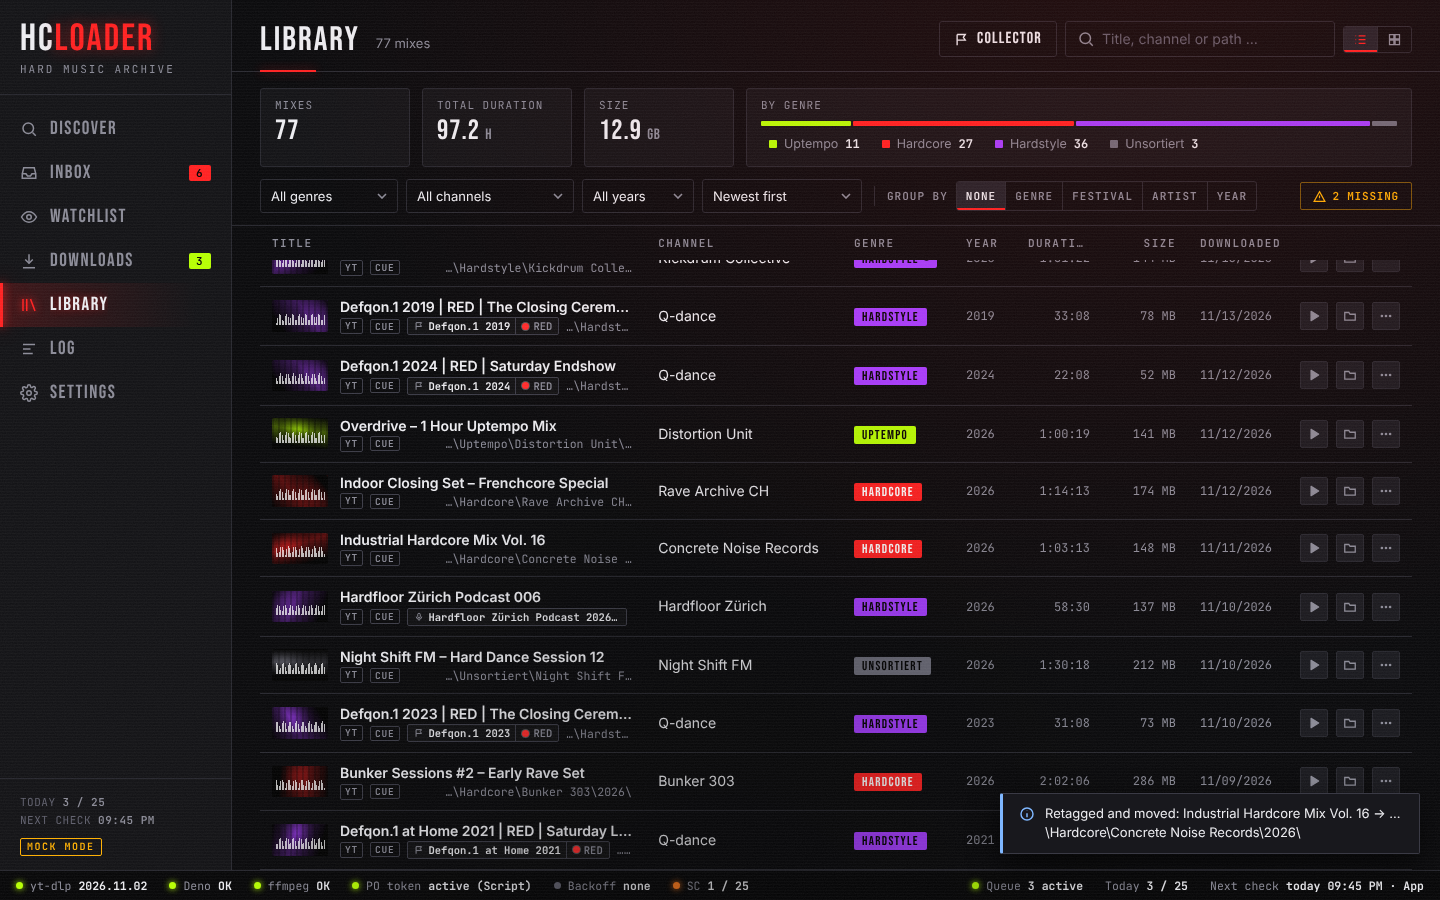 HCLOADER
HARD MUSIC ARCHIVE
DISCOVER
INBOX 6
WATCHLIST
DOWNLOADS 3
LIBRARY
LOG
SETTINGS
TODAY 3 / 25
NEXT CHECK 09:45 PM
MOCK MODE
LIBRARY 77 mixes
COLLECTOR
Title, channel or path ...
MIXES
77
TOTAL DURATION
97.2 H
SIZE
12.9 GB
BY GENRE
Uptempo 11 Hardcore 27 Hardstyle 36 Unsortiert 3
All genres All channels All years Newest first GROUP BY NONE GENRE FESTIVAL ARTIST YEAR 2 MISSING
TITLE CHANNEL GENRE YEAR DURATI… SIZE DOWNLOADED
Kickdrum Collective HARDSTYLE
YT CUE …\Hardstyle\Kickdrum Colle…
Defqon.1 2019 | RED | The Closing Cerem…
YT CUE Defqon.1 2019 RED …\Hardst…
Q-dance HARDSTYLE 2019 33:08 78 MB 11/13/2026
Defqon.1 2024 | RED | Saturday Endshow
YT CUE Defqon.1 2024 RED …\Hardst…
Q-dance HARDSTYLE 2024 22:08 52 MB 11/12/2026
Overdrive – 1 Hour Uptempo Mix
YT CUE …\Uptempo\Distortion Unit\…
Distortion Unit UPTEMPO 2026 1:00:19 141 MB 11/12/2026
Indoor Closing Set – Frenchcore Special
YT CUE …\Hardcore\Rave Archive CH…
Rave Archive CH HARDCORE 2026 1:14:13 174 MB 11/12/2026
Industrial Hardcore Mix Vol. 16
YT CUE …\Hardcore\Concrete Noise …
Concrete Noise Records HARDCORE 2026 1:03:13 148 MB 11/11/2026
Hardfloor Zürich Podcast 006
YT CUE Hardfloor Zürich Podcast 2026…
Hardfloor Zürich HARDSTYLE 2026 58:30 137 MB 11/10/2026
Night Shift FM – Hard Dance Session 12
YT CUE …\Unsortiert\Night Shift F…
Night Shift FM UNSORTIERT 2026 1:30:18 212 MB 11/10/2026
Defqon.1 2023 | RED | The Closing Cerem…
YT CUE Defqon.1 2023 RED …\Hardst…
Q-dance HARDSTYLE 2023 31:08 73 MB 11/10/2026
Bunker Sessions #2 – Early Rave Set
YT CUE …\Hardcore\Bunker 303\2026\
Bunker 303 HARDCORE 2026 2:02:06 286 MB 11/09/2026
Defqon.1 at Home 2021 | RED | Saturday L…
YT CUE Defqon.1 at Home 2021 RED ……
Q-dance HARDSTYLE 2021
Retagged and moved: Industrial Hardcore Mix Vol. 16 → …
\Hardcore\Concrete Noise Records\2026\
yt-dlp 2026.11.02 Deno OK ffmpeg OK PO token active (Script) Backoff none SC 1 / 25 Queue 3 active Today 3 / 25 Next check today 09:45 PM · App